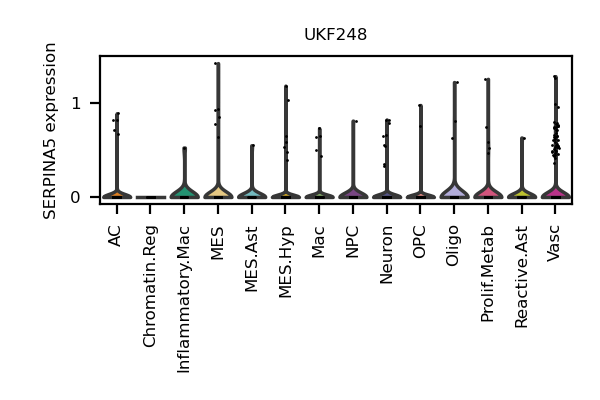 UKF248
SERPINA5 expression
1
0
AC
Chromatin.Reg
Inflammatory.Mac
MES
MES.Ast
MES.Hyp
Mac
NPC
Neuron
OPC
Oligo
Prolif.Metab
Reactive.Ast
Vasc